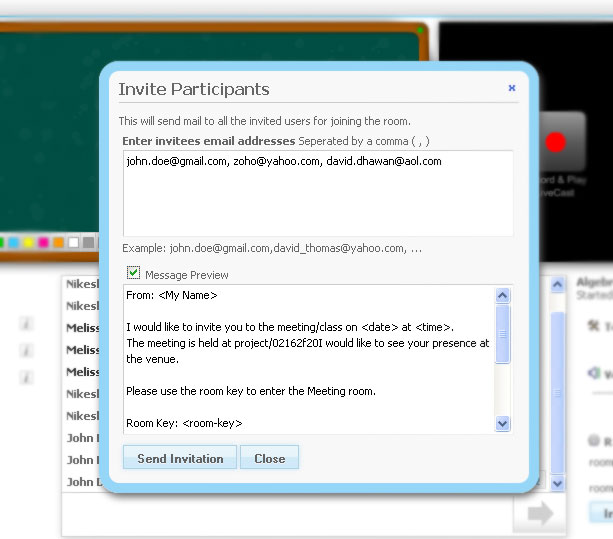 Invite Participants
This will send mail to all the invited users for joining the room.
Enter invitees email addresses Seperated by a comma ( , )
john.doe@gmail.com, zoho@yahoo.com, david.dhawan@aol.com
Example: john.doe@gmail.com,david_thomas@yahoo.com, ...
Message Preview
From: <My Name>
I would like to invite you to the meeting/class on <date> at <time>.
The meeting is held at project/02162f20I would like to see your presence at
the venue.
Please use the room key to enter the Meeting room.
Room Key: <room-key>
Send Invitation Close
ord & Play
iveCast
Nikesl
Nikesl
Meliss
Meliss
Meliss
Nikesl
Nikesl
John
John
John D
Algebr
Started
room
room